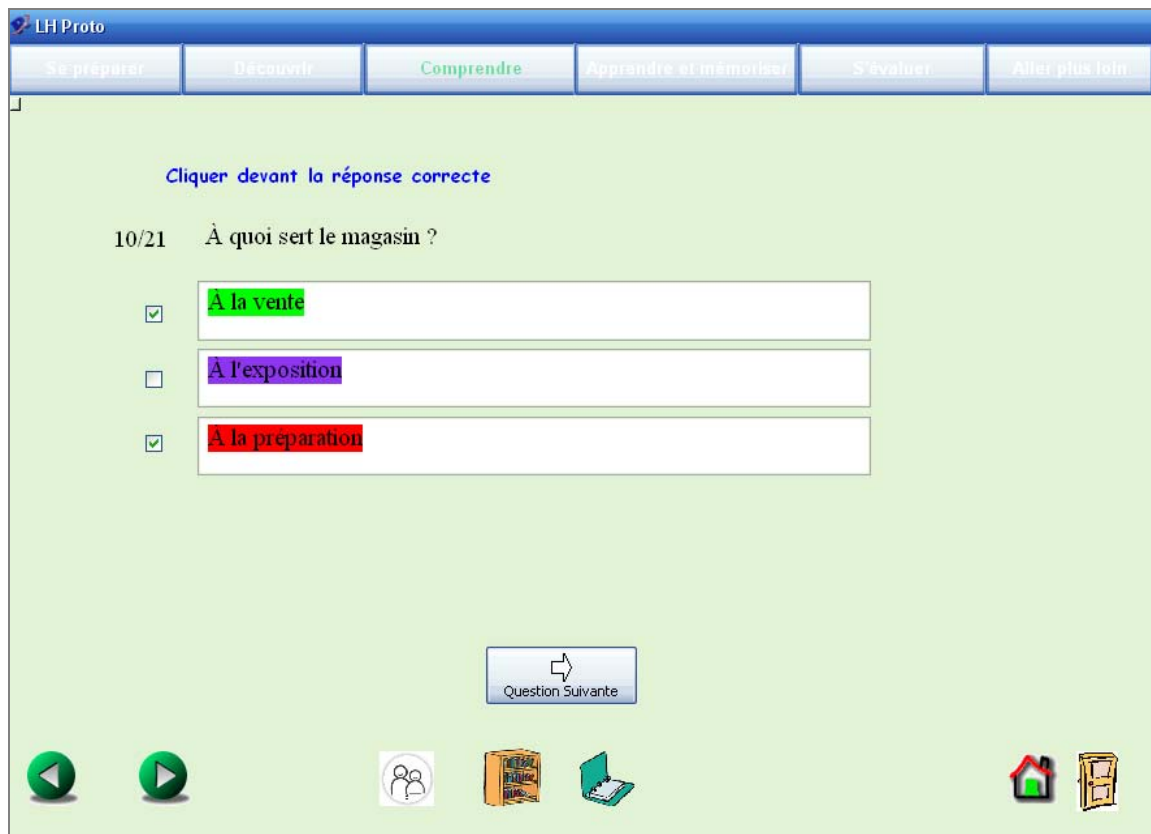 LH Proto
Se préparer Découvrir Comprendre Apprendre et mémoriser S'évaluer Aller plus loin
Cliquer devant la réponse correcte
10/21 À quoi sert le magasin ?
À la vente
À l'exposition
À la préparation
Question Suivante